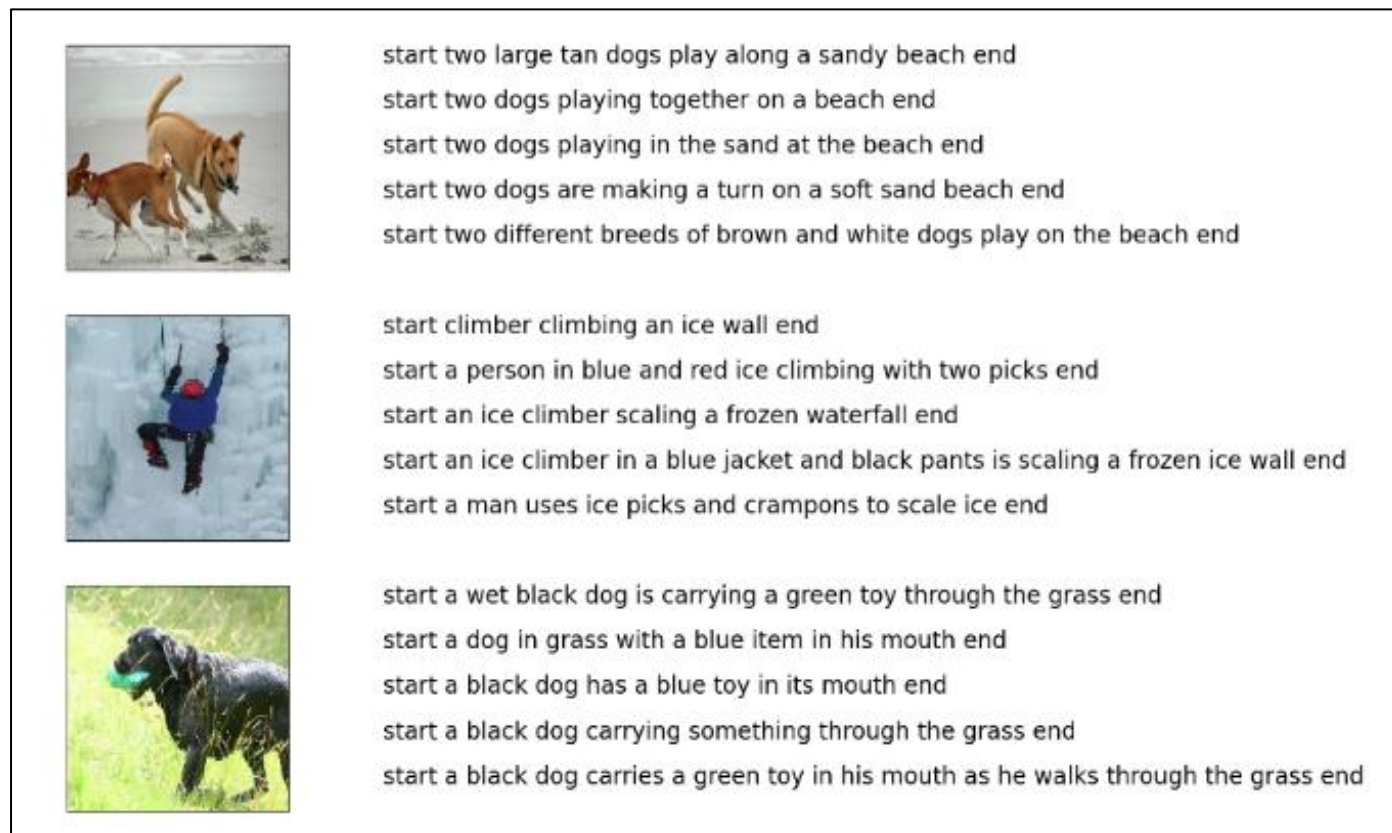 start two large tan dogs play along a sandy beach end
start two dogs playing together on a beach end
start two dogs playing in the sand at the beach end
start two dogs are making a turn on a soft sand beach end
start two different breeds of brown and white dogs play on the beach end
start climber climbing an ice wall end
start a person in blue and red ice climbing with two picks end
start an ice climber scaling a frozen waterfall end
start an ice climber in a blue jacket and black pants is scaling a frozen ice wall end
start a man uses ice picks and crampons to scale ice end
start a wet black dog is carrying a green toy through the grass end
start a dog in grass with a blue item in his mouth end
start a black dog has a blue toy in its mouth end
start a black dog carrying something through the grass end
start a black dog carries a green toy in his mouth as he walks through the grass end